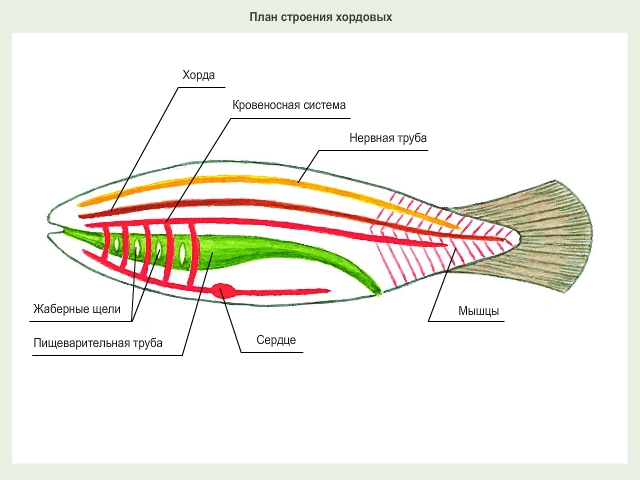 План строения хордовых
Хорда
Кровеносная система
Нервная труба
Жаберные щели
Пищеварительная труба
Сердце
Мышцы